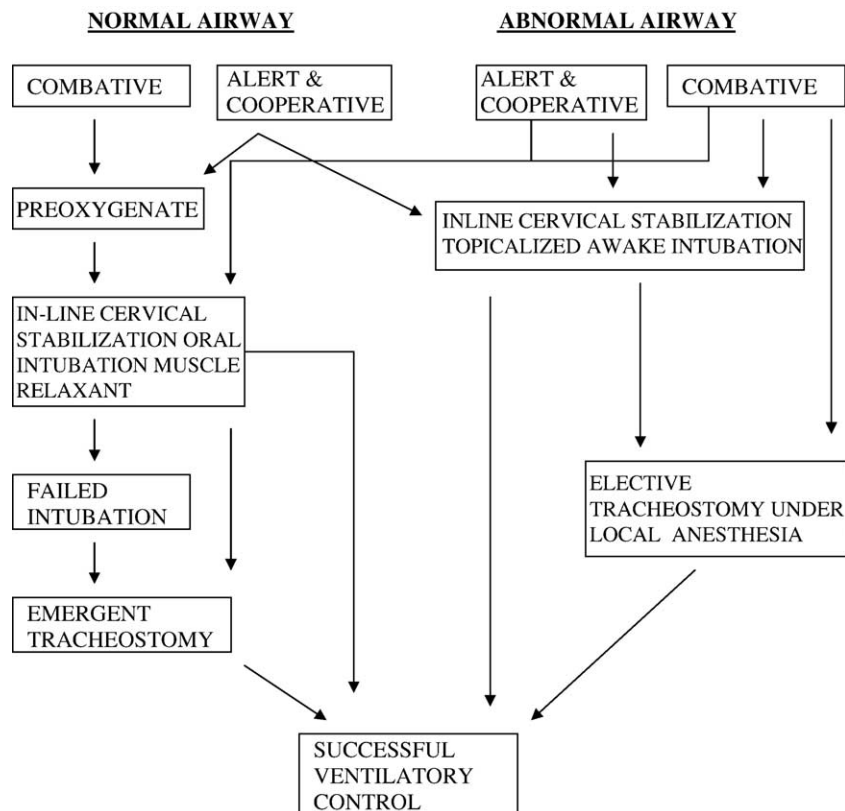 NORMAL AIRWAY
ABNORMAL AIRWAY
COMBATIVE
ALERT &
COOPERATIVE
ALERT &
COOPERATIVE
COMBATIVE
PREOXYGENATE
INLINE CERVICAL STABILIZATION
TOPICALIZED AWAKE INTUBATION
IN-LINE CERVICAL
STABILIZATION ORAL
INTUBATION MUSCLE
RELAXANT
FAILED
INTUBATION
ELECTIVE
TRACHEOSTOMY UNDER
LOCAL ANESTHESIA
EMERGENT
TRACHEOSTOMY
SUCCESSFUL
VENTILATORY
CONTROL